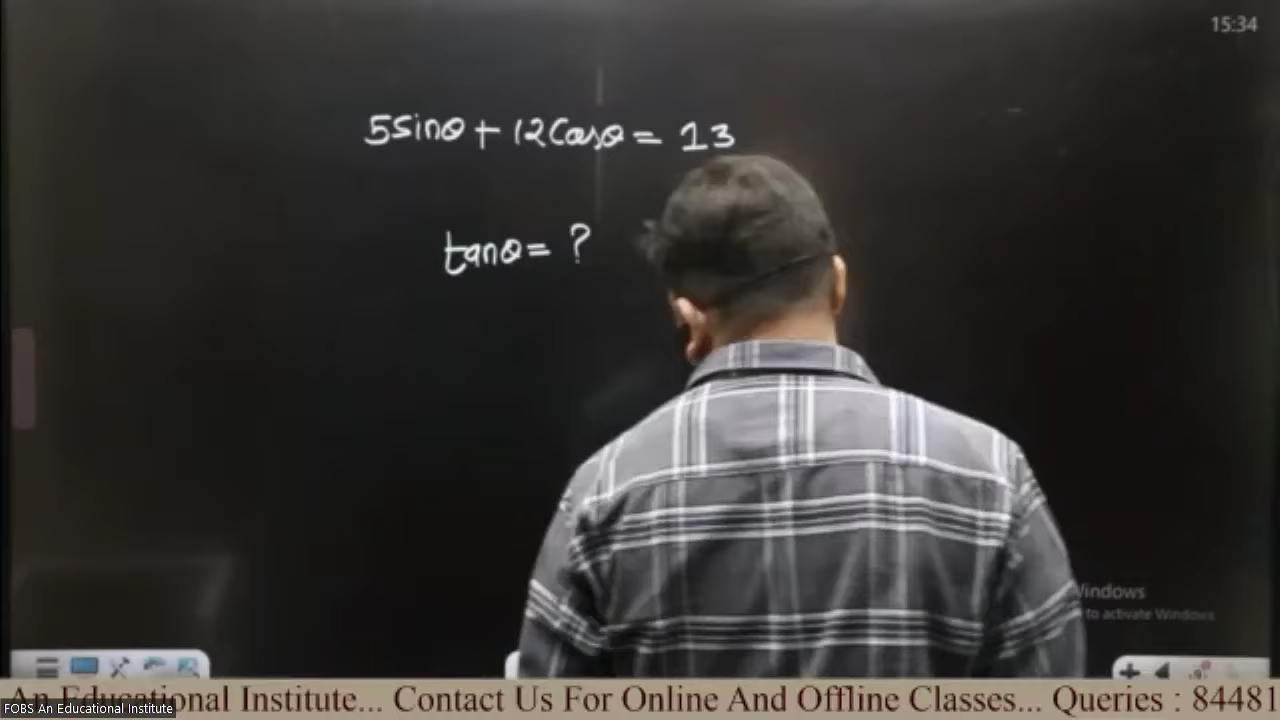 15:34
5sinθ + 12cosθ = 13
tanθ = ?
Windows
to activate Windows
An Educational Institute... Contact Us For Online And Offline Classes... Queries : 84481
FOBS An Educational Institute